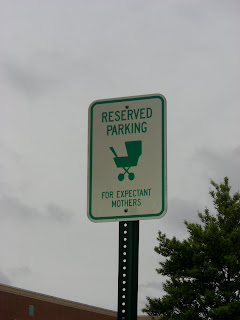 RESERVED
PARKING
FOR EXPECTANT
MOTHERS